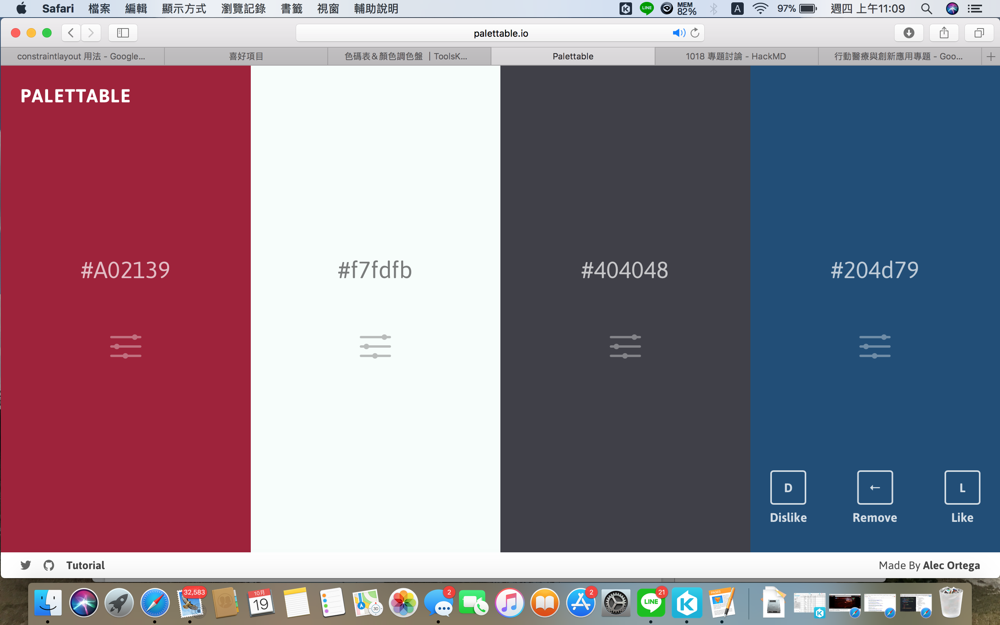 Safari 檔案 編輯 顯示方式 瀏覽記錄 書籤 視窗 輔助說明 LINE MEM 82% A 97% 週四 上午11:09
palettable.io
constraintlayout 用法 - Google... 喜好項目 色碼表＆顏色調色盤 ｜ToolsK... Palettable 1018 專題討論 - HackMD 行動醫療與創新應用專題 - Goo...
PALETTABLE
#A02139 #f7fdfb #404048 #204d79
D ← L
Dislike Remove Like
Tutorial Made By Alec Ortega
32,583 10月 19 3D 2 2 LINE 21 PAGES